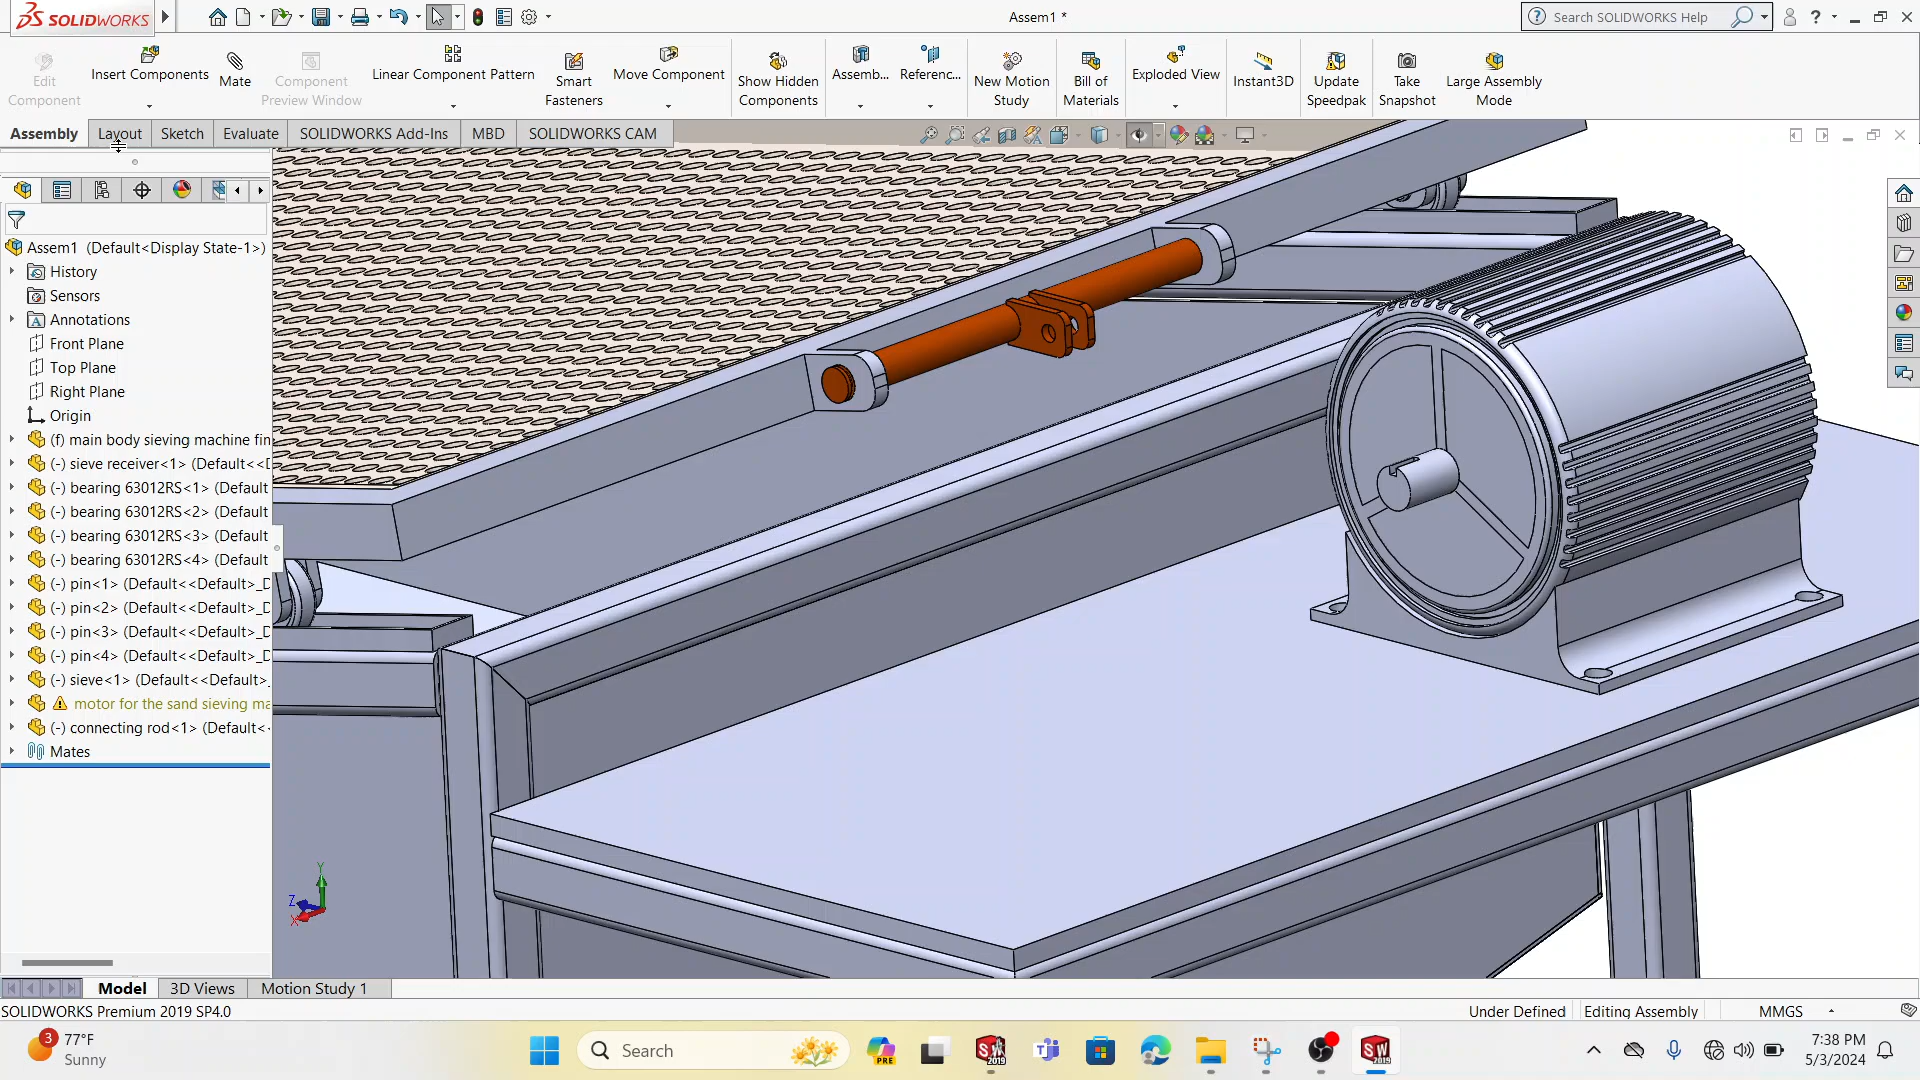 SOLIDWORKS
Assem1 *
Search SOLIDWORKS Help
Edit Component
Insert Components
Mate
Component Preview Window
Linear Component Pattern
Smart Fasteners
Move Component
Show Hidden Components
Assemb...
Referenc...
New Motion Study
Bill of Materials
Exploded View
Instant3D
Update Speedpak
Take Snapshot
Large Assembly Mode
Assembly
Layout
Sketch
Evaluate
SOLIDWORKS Add-Ins
MBD
SOLIDWORKS CAM
Assem1 (Default<Display State-1>)
History
Sensors
Annotations
Front Plane
Top Plane
Right Plane
Origin
(f) main body sieving machine fin
(-) sieve receiver<1> (Default<<D
(-) bearing 63012RS<1> (Default
(-) bearing 63012RS<2> (Default
(-) bearing 63012RS<3> (Default
(-) bearing 63012RS<4> (Default
(-) pin<1> (Default<<Default>_D
(-) pin<2> (Default<<Default>_D
(-) pin<3> (Default<<Default>_D
(-) pin<4> (Default<<Default>_D
(-) sieve<1> (Default<<Default>_
motor for the sand sieving ma
(-) connecting rod<1> (Default<
Mates
Y
Z
X
Model
3D Views
Motion Study 1
SOLIDWORKS Premium 2019 SP4.0
Under Defined
Editing Assembly
MMGS
3
77°F
Sunny
Search
PRE
SW 2019
SW 2019
7:38 PM
5/3/2024